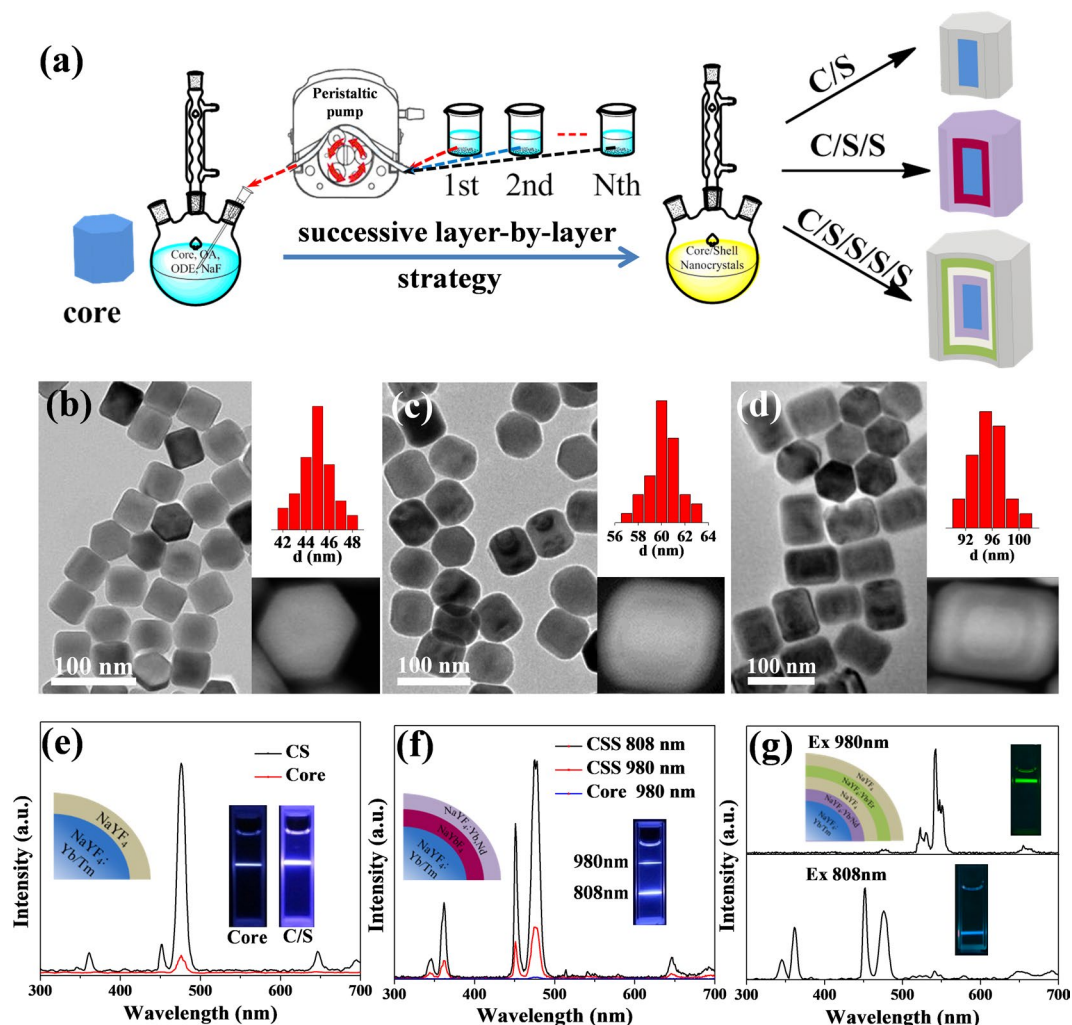 (a)
Peristaltic
pump
1st
2nd
Nth
Core, OA,
ODE, NaF
core
successive layer-by-layer
strategy
Core/Shell
Nanocrystals
C/S
C/S/S
C/S/S/S/S
(b)
42 44 46 48
d (nm)
100 nm
(c)
56 58 60 62 64
d (nm)
100 nm
(d)
92 96 100
d (nm)
100 nm
(e)
CS
Core
NaYF4
NaYF4:
Yb/Tm
Core
C/S
Intensity (a.u.)
300 400 500 600 700
Wavelength (nm)
(f)
CSS 808 nm
CSS 980 nm
Core 980 nm
NaYF4:Yb,Nd
NaYbF4
NaYF4:
Yb/Tm
980nm
808nm
Intensity (a.u.)
300 400 500 600 700
Wavelength (nm)
(g)
Ex 980nm
NaYF4
NaYF4:Yb/Er
NaYF4
NaYF4:Yb/Nd
NaYF4:
Yb/Tm
Ex 808nm
Intensity (a.u.)
300 400 500 600 700
Wavelength (nm)